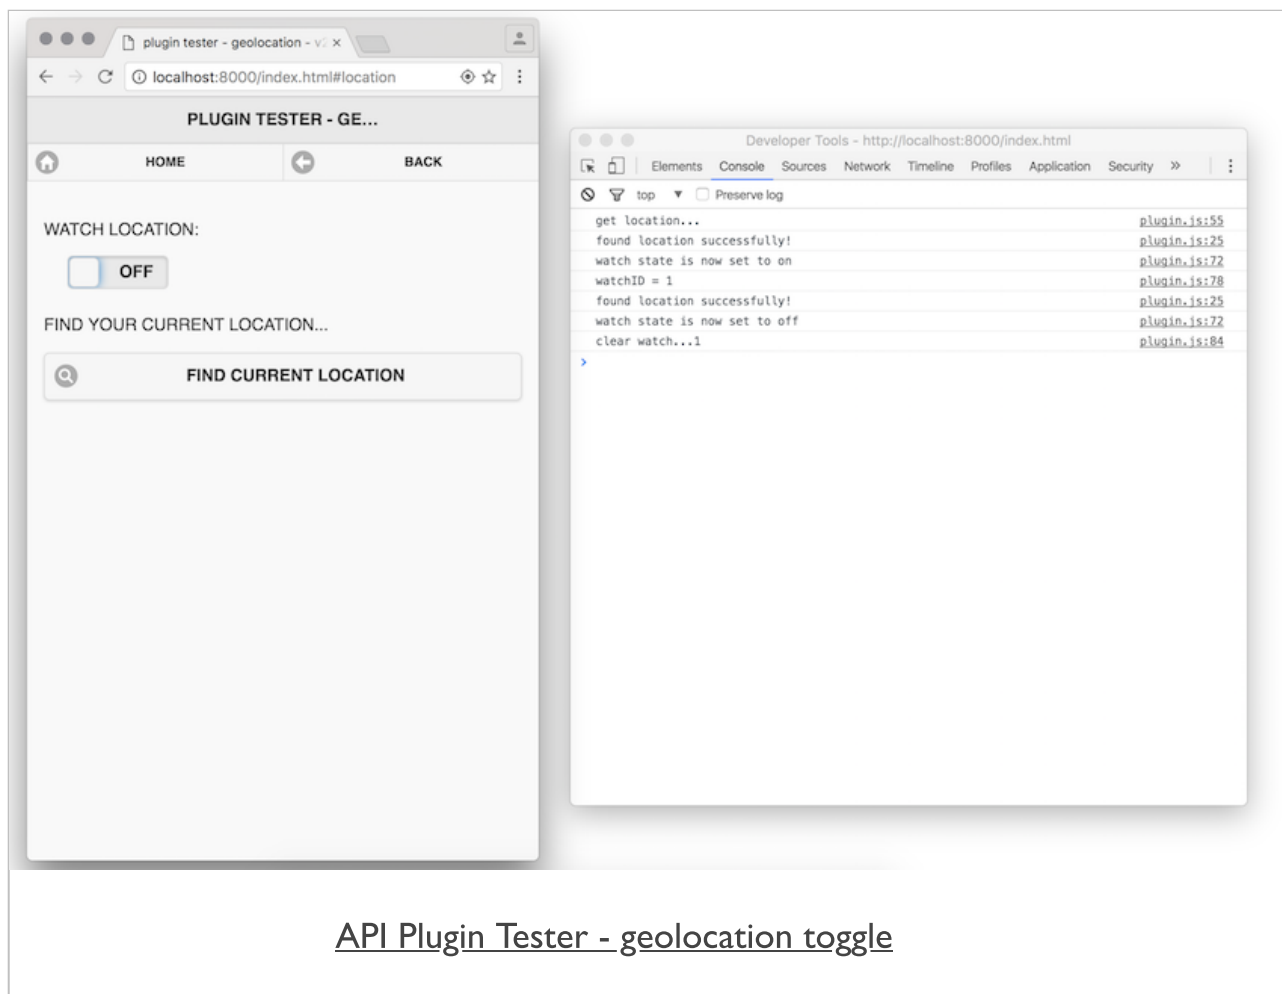 plugin tester - geolocation - v2
localhost:8000/index.html#location
PLUGIN TESTER - GE...
HOME BACK
WATCH LOCATION:
OFF
FIND YOUR CURRENT LOCATION...
FIND CURRENT LOCATION
Developer Tools - http://localhost:8000/index.html
Elements Console Sources Network Timeline Profiles Application Security »
top ▼ Preserve log
get location... plugin.js:55
found location successfully! plugin.js:25
watch state is now set to on plugin.js:72
watchID = 1 plugin.js:78
found location successfully! plugin.js:25
watch state is now set to off plugin.js:72
clear watch...1 plugin.js:84
>
API Plugin Tester - geolocation toggle